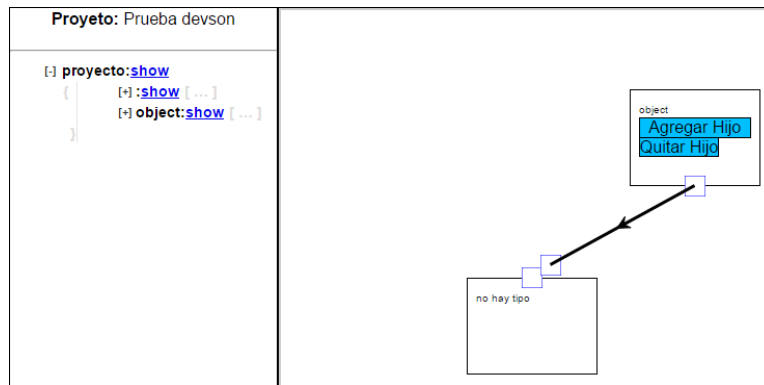 Proyeto: Prueba devson
[-] proyecto:show
{ [+] :show [ ... ]
[+] object:show [ ... ]
}
object
Agregar Hijo
Quitar Hijo
no hay tipo